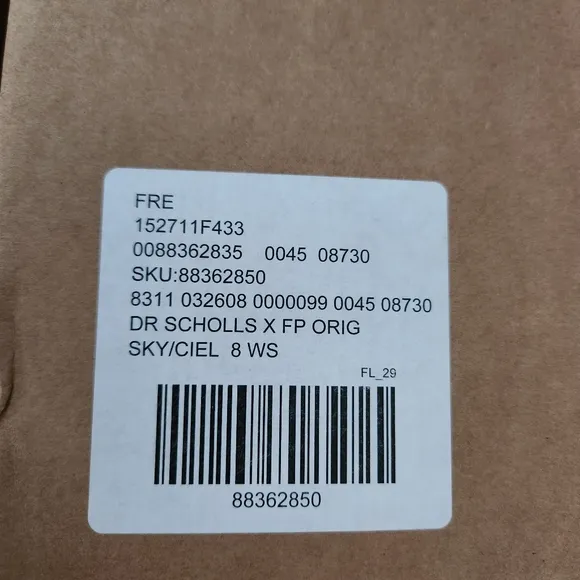 FRE
152711F433
0088362835 0045 08730
SKU:88362850
8311 032608 0000099 0045 08730
DR SCHOLLS X FP ORIG
SKY/CIEL 8 WS
FL_29
88362850